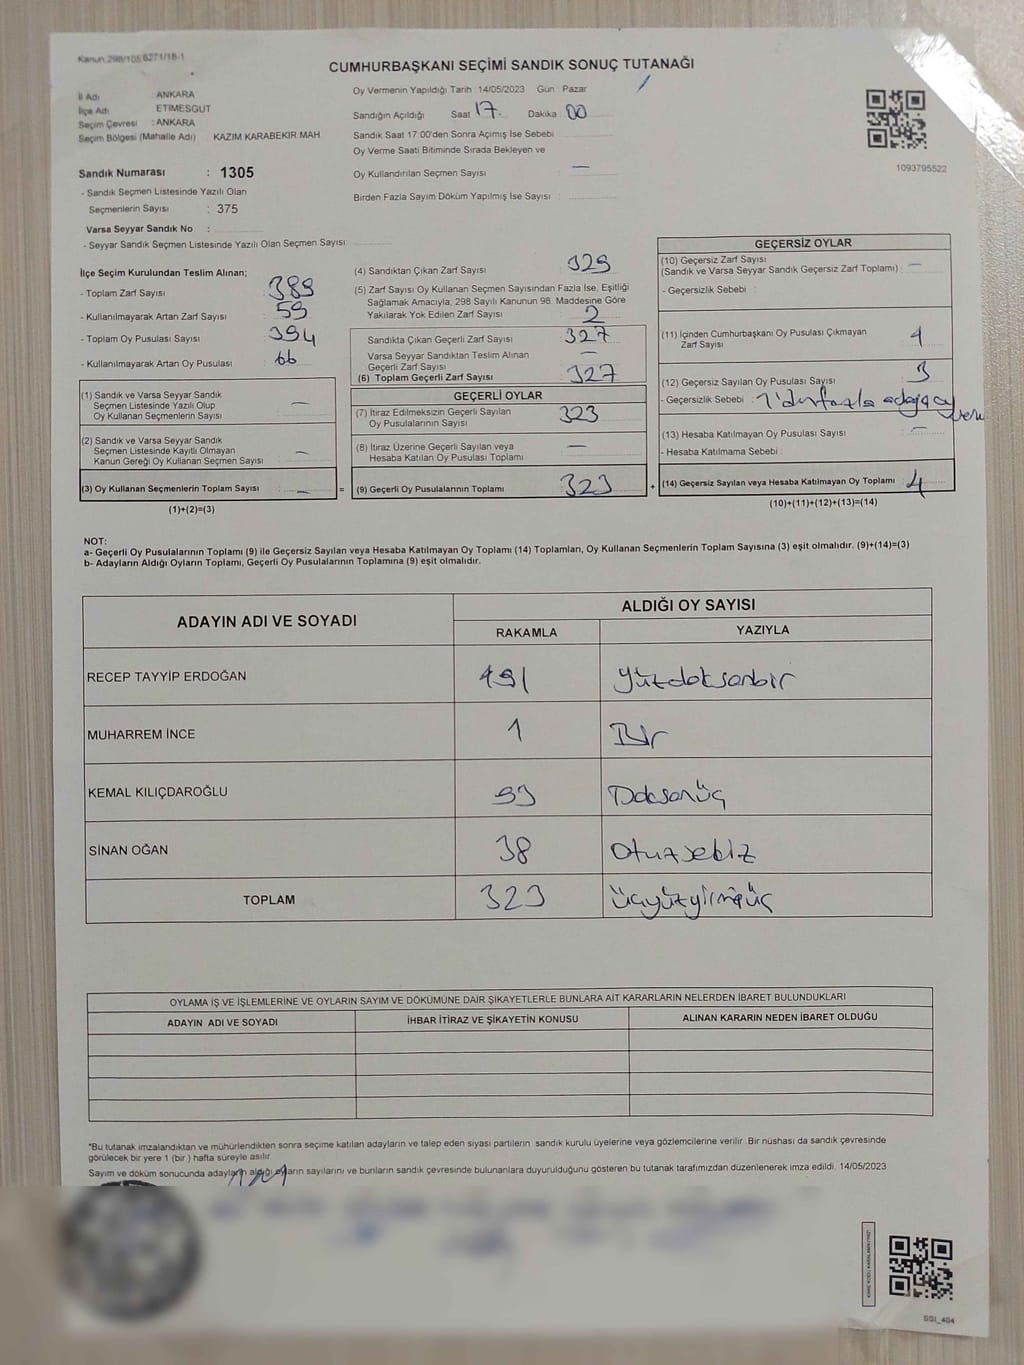 Kanun.298/105;6271/18-1
CUMHURBAŞKANI SEÇİMİ SANDIK SONUÇ TUTANAĞI
İl Adı : ANKARA
İlçe Adı : ETIMESGUT
Seçim Çevresi : ANKARA
Seçim Bölgesi (Mahalle Adı) KAZIM KARABEKIR MAH
Oy Vermenin Yapıldığı Tarih : 14/05/2023 Gün : Pazar
Sandığın Açıldığı Saat 17 Dakika 00
Sandık Saat 17:00'den Sonra Açımış İse Sebebi
Oy Verme Saati Bitiminde Sırada Bekleyen ve
Oy Kullandırılan Seçmen Sayısı : —
Birden Fazla Sayım Döküm Yapılmış İse Sayısı :
1093795522
Sandık Numarası : 1305
- Sandık Seçmen Listesinde Yazılı Olan
Seçmenlerin Sayısı : 375
Varsa Seyyar Sandık No :
- Seyyar Sandık Seçmen Listesinde Yazılı Olan Seçmen Sayısı:
İlçe Seçim Kurulundan Teslim Alınan;
- Toplam Zarf Sayısı : 389
- Kullanılmayarak Artan Zarf Sayısı : 59
- Toplam Oy Pusulası Sayısı : 394
- Kullanılmayarak Artan Oy Pusulası : 66
(1) Sandık ve Varsa Seyyar Sandık
Seçmen Listesinde Yazılı Olup
Oy Kullanan Seçmenlerin Sayısı : —
(2) Sandık ve Varsa Seyyar Sandık
Seçmen Listesinde Kayıtlı Olmayan
Kanun Gereği Oy Kullanan Seçmen Sayısı : —
(3) Oy Kullanan Seçmenlerin Toplam Sayısı : — =
(1)+(2)=(3)
(4) Sandıktan Çıkan Zarf Sayısı : 329
(5) Zarf Sayısı Oy Kullanan Seçmen Sayısından Fazla İse, Eşitliği
Sağlamak Amacıyla, 298 Sayılı Kanunun 98. Maddesine Göre
Yakılarak Yok Edilen Zarf Sayısı : 2
Sandıkta Çıkan Geçerli Zarf Sayısı : 327
Varsa Seyyar Sandıktan Teslim Alınan
Geçerli Zarf Sayısı : —
(6) Toplam Geçerli Zarf Sayısı : 327
GEÇERLİ OYLAR
(7) İtiraz Edilmeksizin Geçerli Sayılan
Oy Pusulalarının Sayısı : 323
(8) İtiraz Üzerine Geçerli Sayılan veya
Hesaba Katılan Oy Pusulası Toplamı : —
(9) Geçerli Oy Pusulalarının Toplamı : 323 +
GEÇERSİZ OYLAR
(10) Geçersiz Zarf Sayısı
(Sandık ve Varsa Seyyar Sandık Geçersiz Zarf Toplamı) : —
- Geçersizlik Sebebi :
(11) İçinden Cumhurbaşkanı Oy Pusulası Çıkmayan
Zarf Sayısı : 1
(12) Geçersiz Sayılan Oy Pusulası Sayısı : 3
- Geçersizlik Sebebi : 1'den fazla adaya oy
(13) Hesaba Katılmayan Oy Pusulası Sayısı : —
- Hesaba Katılmama Sebebi :
(14) Geçersiz Sayılan veya Hesaba Katılmayan Oy Toplamı : 4
(10)+(11)+(12)+(13)=(14)
NOT:
a- Geçerli Oy Pusulalarının Toplamı (9) ile Geçersiz Sayılan veya Hesaba Katılmayan Oy Toplamı (14) Toplamları, Oy Kullanan Seçmenlerin Toplam Sayısına (3) eşit olmalıdır. (9)+(14)=(3)
b- Adayların Aldığı Oyların Toplamı, Geçerli Oy Pusulalarının Toplamına (9) eşit olmalıdır.
ADAYIN ADI VE SOYADI ALDIĞI OY SAYISI
RAKAMLA YAZIYLA
RECEP TAYYİP ERDOĞAN 191 yüzdoksanbir
MUHARREM İNCE 1 Bir
KEMAL KILIÇDAROĞLU 93 Doksanüç
SİNAN OĞAN 38 Otuzsekiz
TOPLAM 323 üçyüzyirmiüç
OYLAMA İŞ VE İŞLEMLERİNE VE OYLARIN SAYIM VE DÖKÜMÜNE DAİR ŞİKAYETLERLE BUNLARA AİT KARARLARIN NELERDEN İBARET BULUNDUKLARI
ADAYIN ADI VE SOYADI İHBAR İTİRAZ VE ŞİKAYETİN KONUSU ALINAN KARARIN NEDEN İBARET OLDUĞU
*Bu tutanak imzalandıktan ve mühürlendikten sonra seçime katılan adayların ve talep eden siyasi partilerin sandık kurulu üyelerine veya gözlemcilerine verilir. Bir nüshası da sandık çevresinde
görülecek bir yere 1 (bir ) hafta süreyle asılır.
Sayım ve döküm sonucunda adayların aldığı oyların sayılarını ve bunların sandık çevresinde bulunanlara duyurulduğunu gösteren bu tutanak tarafımızdan düzenlenerek imza edildi. 14/05/2023